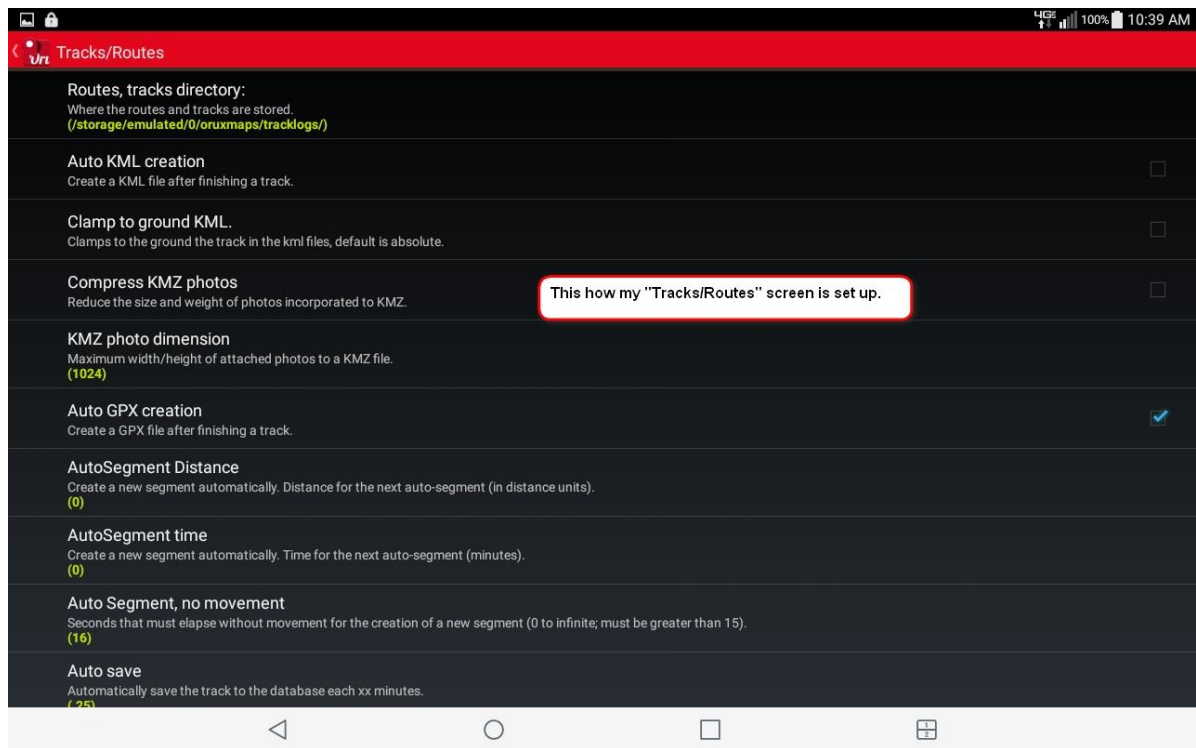 4G 100% 10:39 AM
Tracks/Routes
Routes, tracks directory:
Where the routes and tracks are stored.
(/storage/emulated/0/oruxmaps/tracklogs/)
Auto KML creation
Create a KML file after finishing a track.
Clamp to ground KML.
Clamps to the ground the track in the kml files, default is absolute.
Compress KMZ photos
Reduce the size and weight of photos incorporated to KMZ.
This how my "Tracks/Routes" screen is set up.
KMZ photo dimension
Maximum width/height of attached photos to a KMZ file.
(1024)
Auto GPX creation
Create a GPX file after finishing a track.
AutoSegment Distance
Create a new segment automatically. Distance for the next auto-segment (in distance units).
(0)
AutoSegment time
Create a new segment automatically. Time for the next auto-segment (minutes).
(0)
Auto Segment, no movement
Seconds that must elapse without movement for the creation of a new segment (0 to infinite; must be greater than 15).
(16)
Auto save
Automatically save the track to the database each xx minutes.
(.25)
1
2